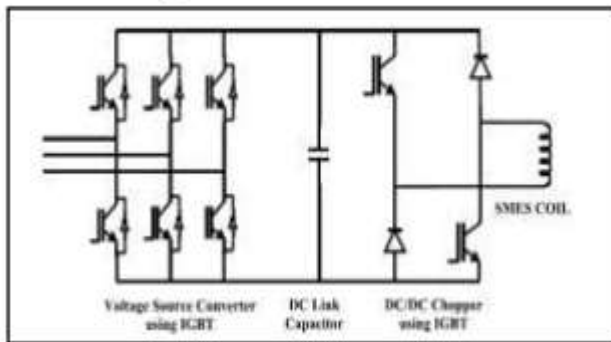 SMES COIL
Voltage Source Converter
using IGBT
DC Link
Capacitor
DC/DC Chopper
using IGBT